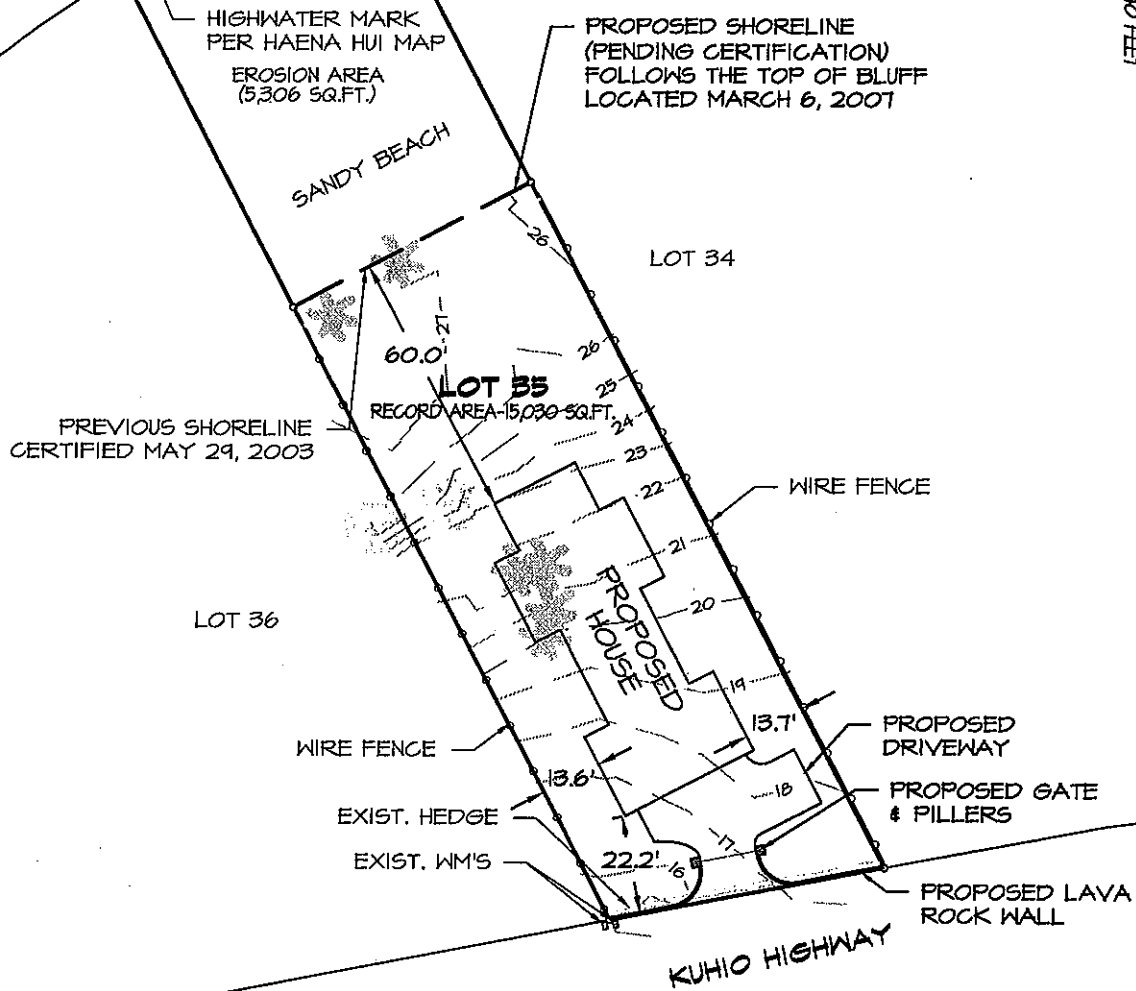 HIGHWATER MARK
PER HAENA HUI MAP
EROSION AREA
(5,306 SQ.FT.)
PROPOSED SHORELINE
(PENDING CERTIFICATION)
FOLLOWS THE TOP OF BLUFF
LOCATED MARCH 6, 2007
SANDY BEACH
26
LOT 34
27
60.0'
26
LOT 35
25
RECORD AREA-15,030 SQ.FT.
24
PREVIOUS SHORELINE
CERTIFIED MAY 29, 2003
23
22
WIRE FENCE
21
20
LOT 36
PROPOSED
HOUSE
19
13.7'
PROPOSED
DRIVEWAY
WIRE FENCE
13.6'
18
PROPOSED GATE
& PILLERS
EXIST. HEDGE
17
EXIST. WM'S
22.2'
16
PROPOSED LAVA
ROCK WALL
KUHIO HIGHWAY